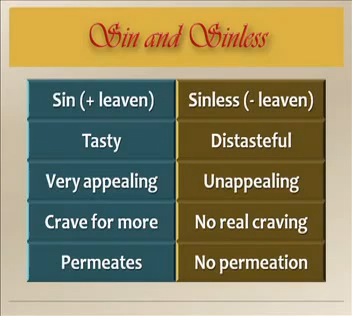 Sin and Sinless
Sin (+ leaven) Sinless (- leaven)
Tasty Distasteful
Very appealing Unappealing
Crave for more No real craving
Permeates No permeation